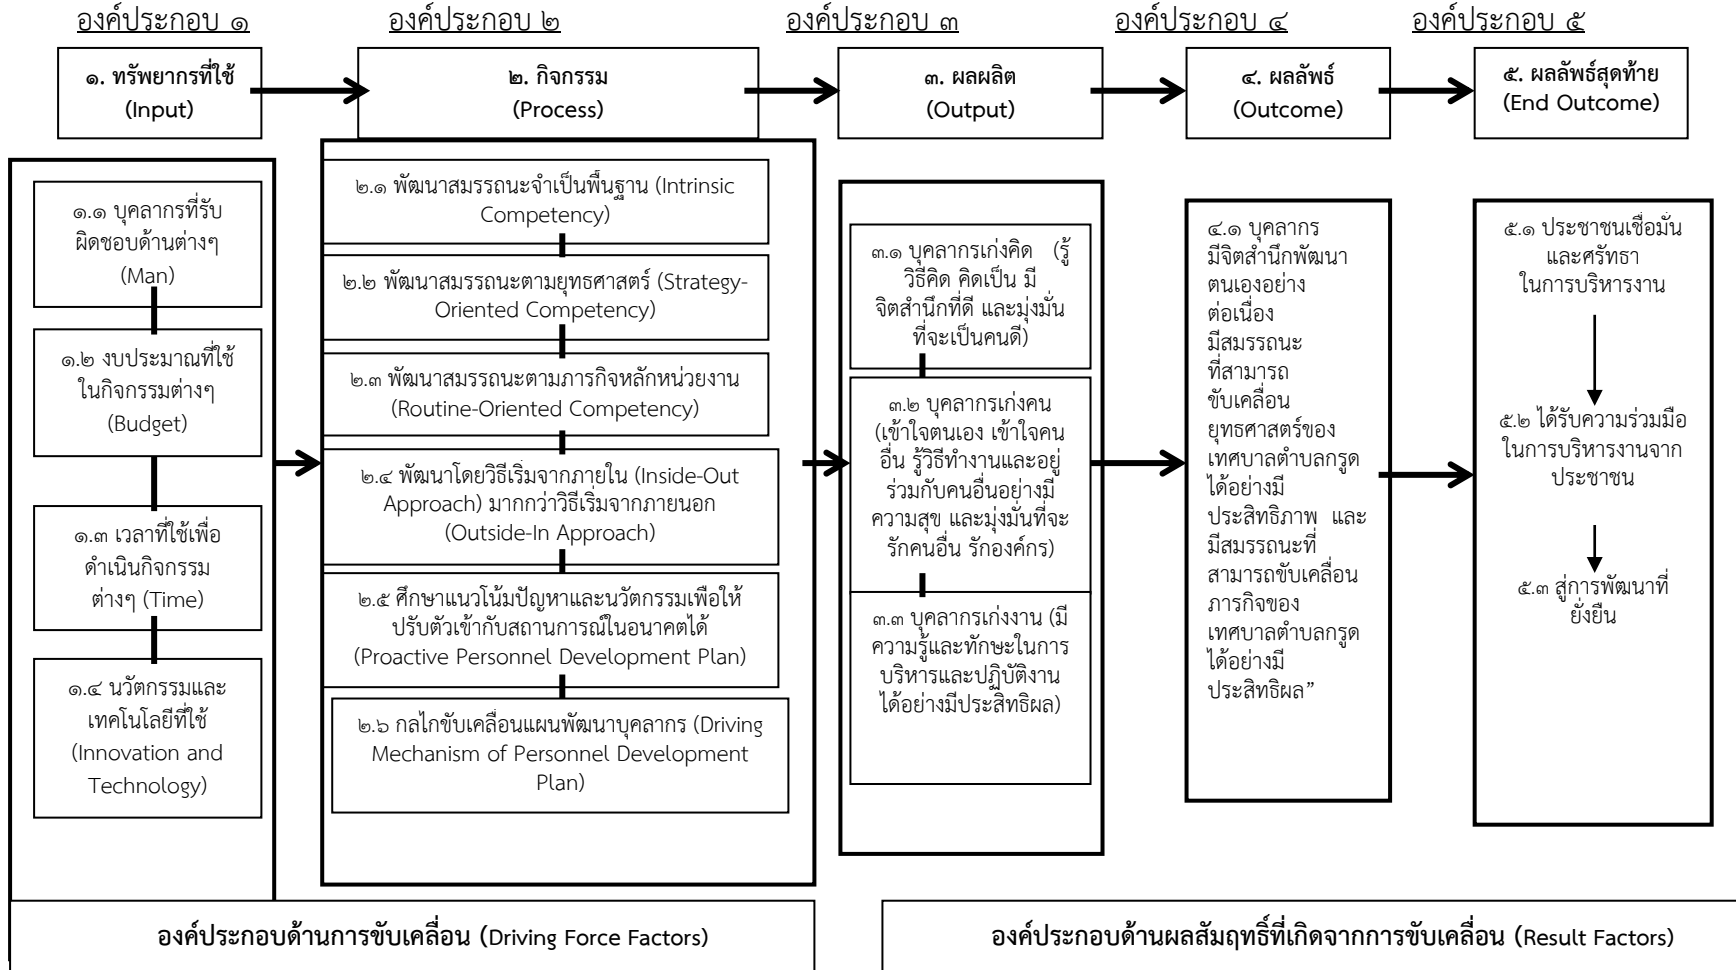 องค์ประกอบ ๑
องค์ประกอบ ๒
องค์ประกอบ ๓
องค์ประกอบ ๔
องค์ประกอบ ๕
๑. ทรัพยากรที่ใช้
(Input)
๒. กิจกรรม
(Process)
๓. ผลผลิต
(Output)
๔. ผลลัพธ์
(Outcome)
๕. ผลลัพธ์สุดท้าย
(End Outcome)
๑.๑ บุคลากรที่รับ
ผิดชอบด้านต่างๆ
(Man)
๑.๒ งบประมาณที่ใช้
ในกิจกรรมต่างๆ
(Budget)
๑.๓ เวลาที่ใช้เพื่อ
ดำเนินกิจกรรม
ต่างๆ (Time)
๑.๔ นวัตกรรมและ
เทคโนโลยีที่ใช้
(Innovation and
Technology)
๒.๑ พัฒนาสมรรถนะจำเป็นพื้นฐาน (Intrinsic
Competency)
๒.๒ พัฒนาสมรรถนะตามยุทธศาสตร์ (Strategy-
Oriented Competency)
๒.๓ พัฒนาสมรรถนะตามภารกิจหลักหน่วยงาน
(Routine-Oriented Competency)
๒.๔ พัฒนาโดยวิธีเริ่มจากภายใน (Inside-Out
Approach) มากกว่าวิธีเริ่มจากภายนอก
(Outside-In Approach)
๒.๕ ศึกษาแนวโน้มปัญหาและนวัตกรรมเพื่อให้
ปรับตัวเข้ากับสถานการณ์ในอนาคตได้
(Proactive Personnel Development Plan)
๒.๖ กลไกขับเคลื่อนแผนพัฒนาบุคลากร (Driving
Mechanism of Personnel Development
Plan)
๓.๑ บุคลากรเก่งคิด (รู้
วิธีคิด คิดเป็น มี
จิตสำนึกที่ดี และมุ่งมั่น
ที่จะเป็นคนดี)
๓.๒ บุคลากรเก่งคน
(เข้าใจตนเอง เข้าใจคน
อื่น รู้วิธีทำงานและอยู่
ร่วมกับคนอื่นอย่างมี
ความสุข และมุ่งมั่นที่จะ
รักคนอื่น รักองค์กร)
๓.๓ บุคลากรเก่งงาน (มี
ความรู้และทักษะในการ
บริหารและปฏิบัติงาน
ได้อย่างมีประสิทธิผล)
๔.๑ บุคลากร
มีจิตสำนึกพัฒนา
ตนเองอย่าง
ต่อเนื่อง
มีสมรรถนะ
ที่สามารถ
ขับเคลื่อน
ยุทธศาสตร์ของ
เทศบาลตำบลกรูด
ได้อย่างมี
ประสิทธิภาพ และ
มีสมรรถนะที่
สามารถขับเคลื่อน
ภารกิจของ
เทศบาลตำบลกรูด
ได้อย่างมี
ประสิทธิผล”
๕.๑ ประชาชนเชื่อมั่น
และศรัทธา
ในการบริหารงาน
๕.๒ ได้รับความร่วมมือ
ในการบริหารงานจาก
ประชาชน
๕.๓ สู่การพัฒนาที่
ยั่งยืน
องค์ประกอบด้านการขับเคลื่อน (Driving Force Factors)
องค์ประกอบด้านผลสัมฤทธิ์ที่เกิดจากการขับเคลื่อน (Result Factors)